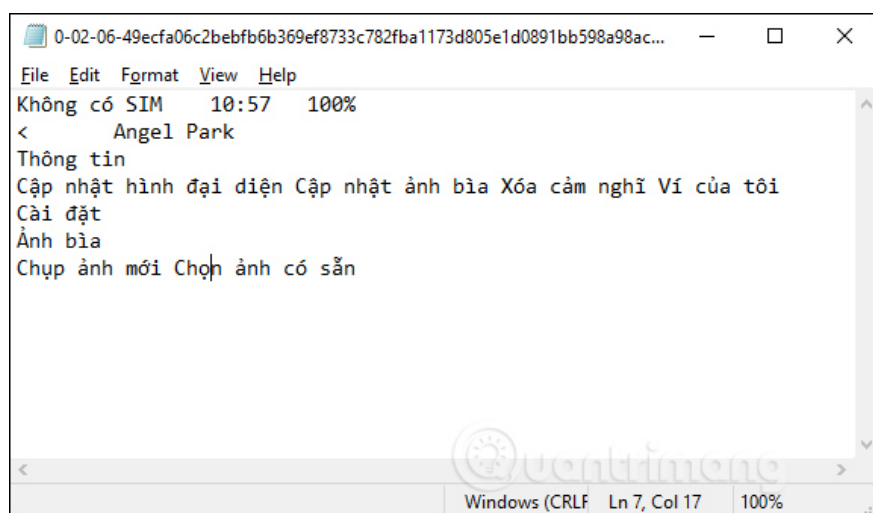 0-02-06-49ecfa06c2bebfb6b369ef8733c782fba1173d805e1d0891bb598a98ac...
File Edit Format View Help
Không có SIM 10:57 100%
< Angel Park
Thông tin
Cập nhật hình đại diện Cập nhật ảnh bìa Xóa cảm nghĩ Ví của tôi
Cài đặt
Ảnh bìa
Chụp ảnh mới Chọn ảnh có sẵn
Quantrimang
Windows (CRLF Ln 7, Col 17 100%